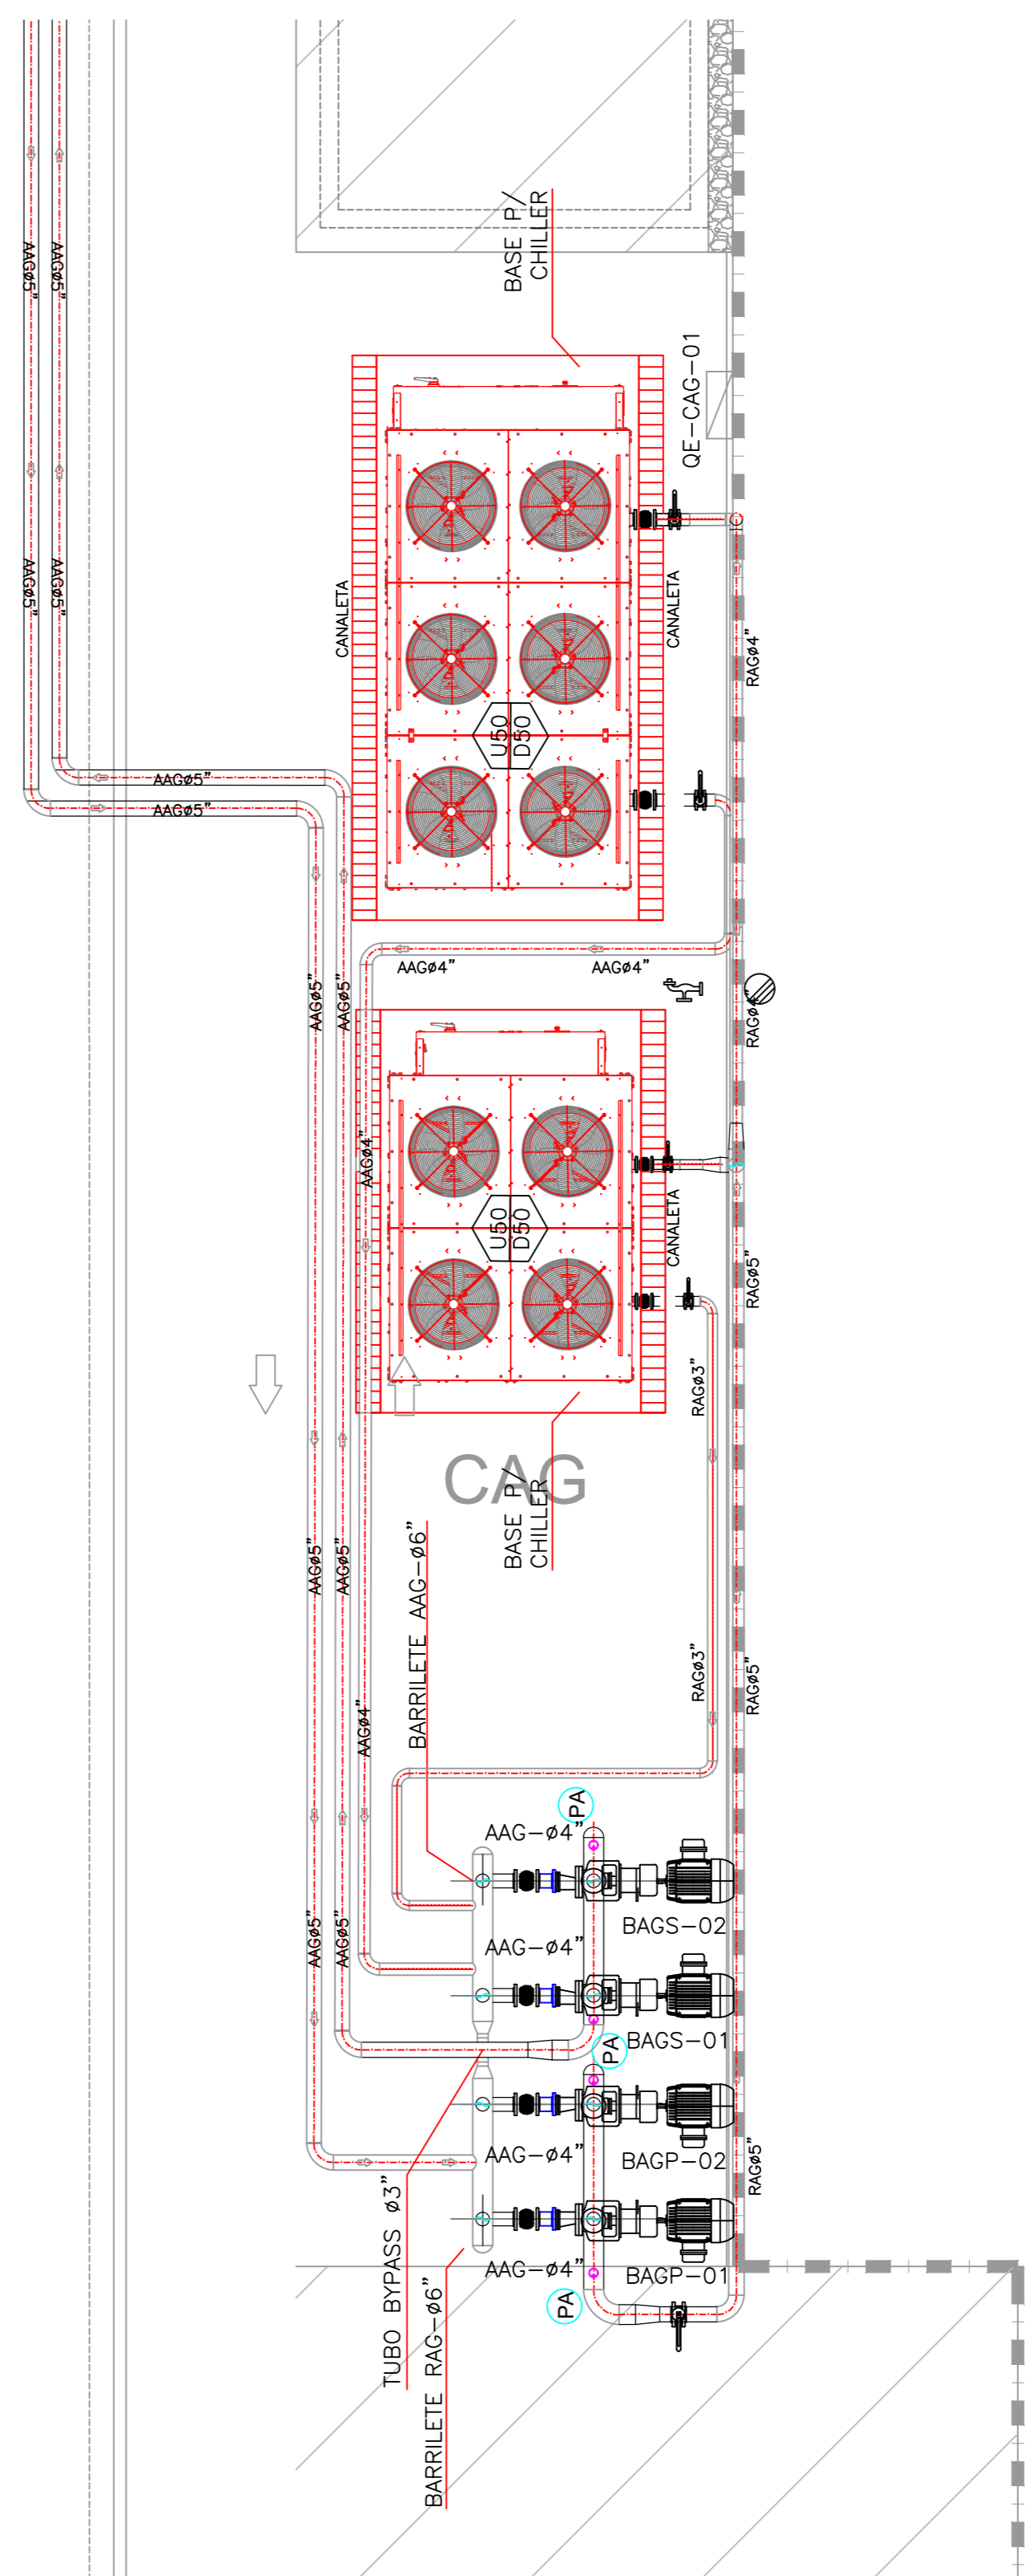 AAGø5"
AAGø5"
BASE P/
CHILLER
QE-CAG-01
AAGø5"
AAGø5"
CANALETA
CANALETA
RAGø4"
U50
D50
AAGø5"
AAGø5"
AAGø4"
AAGø4"
AAGø5"
AAGø5"
RAGø4"
AAGø4"
U50
D50
CANALETA
RAGø5"
RAGø3"
CAG
BASE P/
CHILLER
AAGø5"
AAGø5"
BARRILETE AAG-ø6"
RAGø3"
RAGø5"
AAGø4"
PA
AAG-ø4"
BAGS-02
AAGø5"
AAGø5"
AAG-ø4"
BAGS-01
PA
AAG-ø4"
BAGP-02
RAGø5"
TUBO BYPASS ø3"
AAG-ø4"
BAGP-01
PA
BARRILETE RAG-ø6"